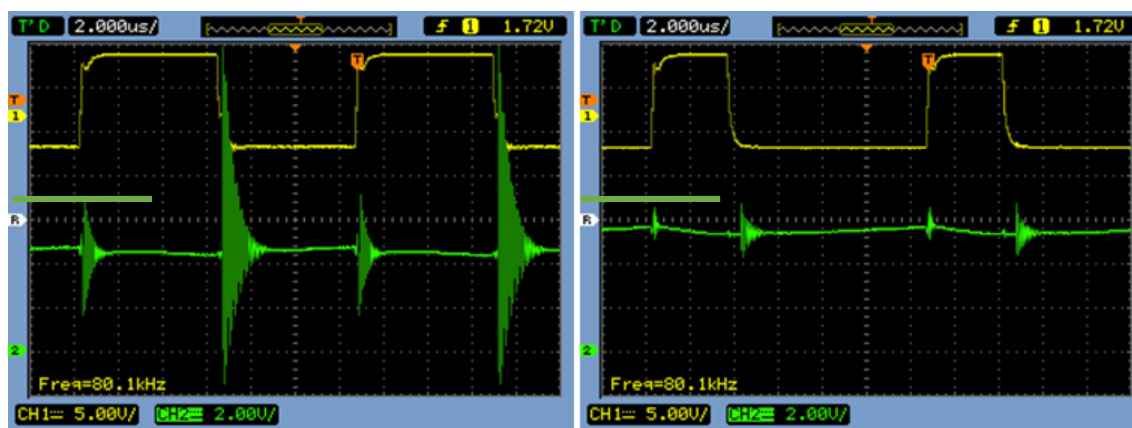 T'D 2.000us/ T 1 1.72V
T
T
1
R
2
Freq=80.1kHz
CH1 5.00V/ CH2 2.00V/
T'D 2.000us/ T 1 1.72V
T
T
1
R
2
Freq=80.1kHz
CH1 5.00V/ CH2 2.00V/